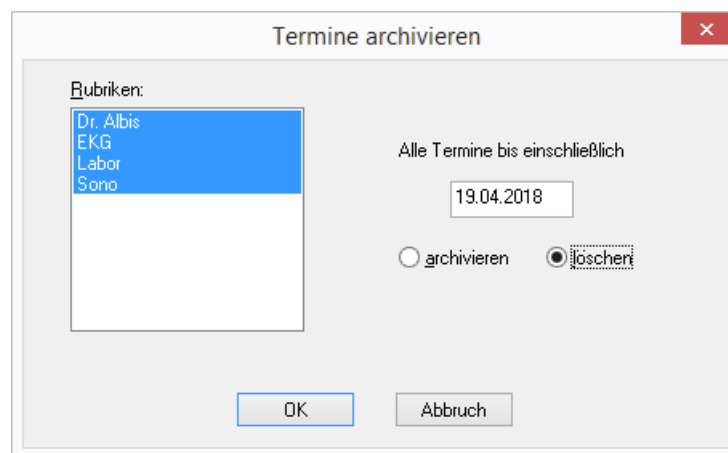 Termine archivieren
Rubriken:
Dr. Albis
EKG
Labor
Sono
Alle Termine bis einschließlich
19.04.2018
archivieren
löschen
OK
Abbruch